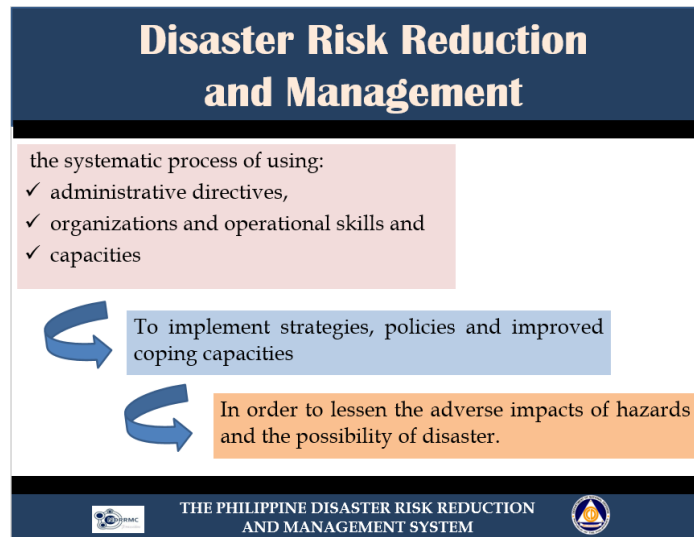 Disaster Risk Reduction
and Management
the systematic process of using:
✓ administrative directives,
✓ organizations and operational skills and
✓ capacities
To implement strategies, policies and improved
coping capacities
In order to lessen the adverse impacts of hazards
and the possibility of disaster.
THE PHILIPPINE DISASTER RISK REDUCTION
AND MANAGEMENT SYSTEM